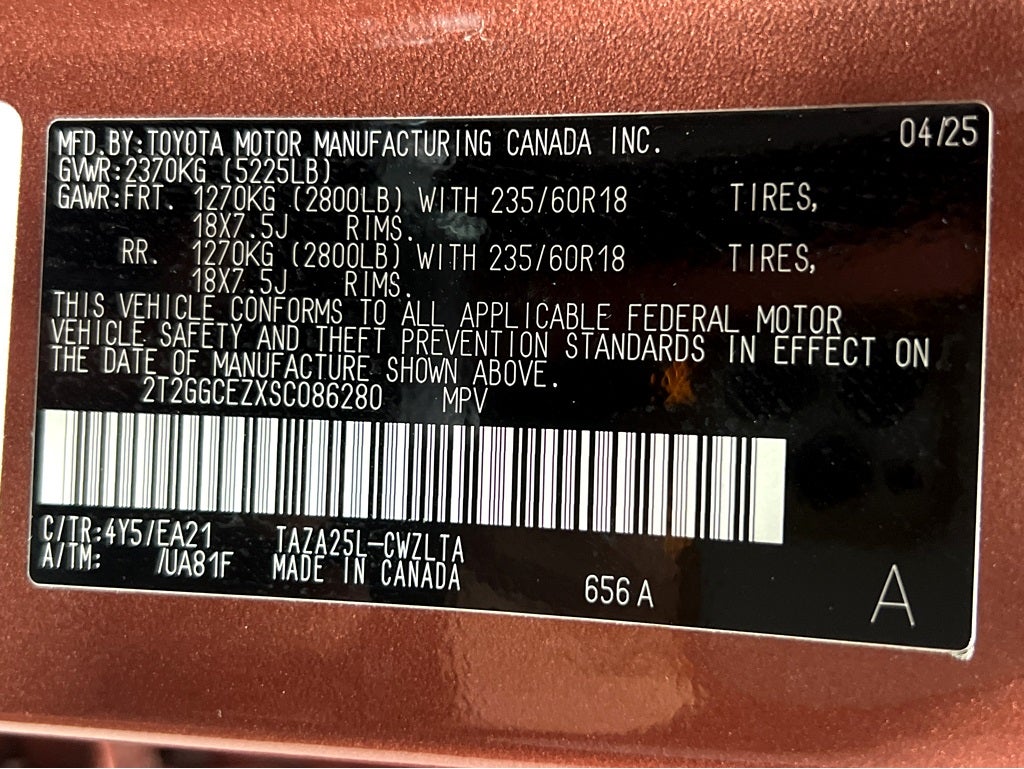 MFD.BY:TOYOTA MOTOR MANUFACTURING CANADA INC. 04/25
GVWR:2370KG (5225LB)
GAWR:FRT. 1270KG (2800LB) WITH 235/60R18 TIRES,
18X7.5J RIMS.
RR. 1270KG (2800LB) WITH 235/60R18 TIRES,
18X7.5J RIMS.
THIS VEHICLE CONFORMS TO ALL APPLICABLE FEDERAL MOTOR
VEHICLE SAFETY AND THEFT PREVENTION STANDARDS IN EFFECT ON
THE DATE OF MANUFACTURE SHOWN ABOVE.
2T2GGCEZXSC086280 MPV
C/TR:4Y5/EA21 TAZA25L-CWZLTA
A/TM: /UA81F MADE IN CANADA 656 A A